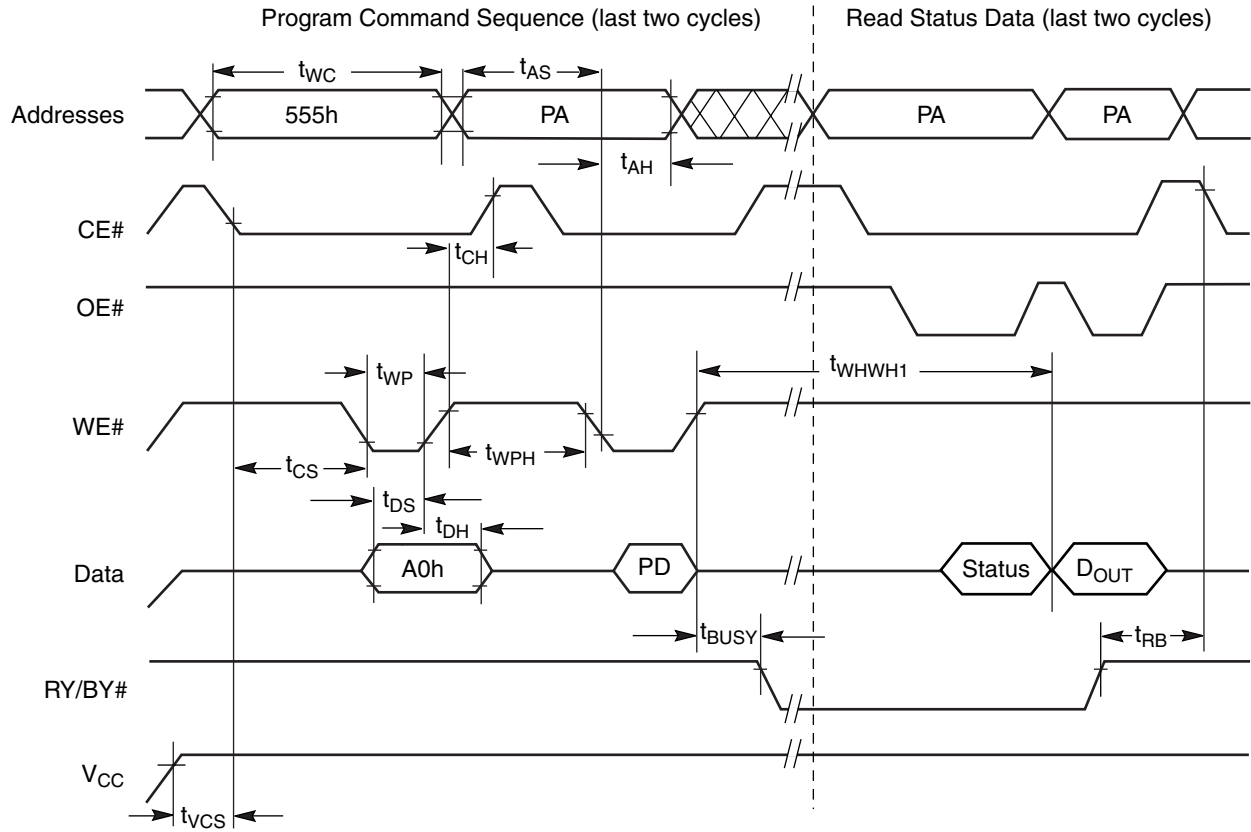 Program Command Sequence (last two cycles)
Read Status Data (last two cycles)
tWC
tAS
Addresses
555h
PA
PA
PA
tAH
CE#
tCH
OE#
tWHWH1
tWP
WE#
tWPH
tCS
tDS
tDH
Data
A0h
PD
Status
DOUT
tBUSY
tRB
RY/BY#
VCC
tVCS